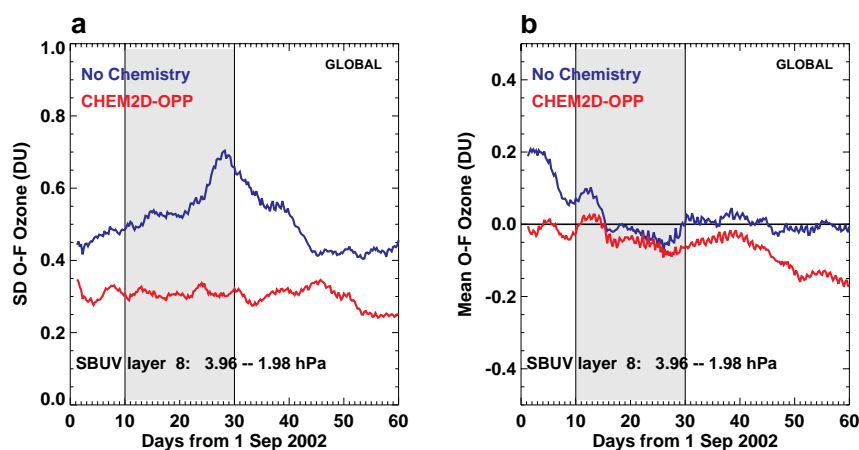 a
1.0
0.8
0.6
0.4
0.2
0.0
SD O-F Ozone (DU)
No Chemistry
CHEM2D-OPP
GLOBAL
SBUV layer 8: 3.96 -- 1.98 hPa
0 10 20 30 40 50 60
Days from 1 Sep 2002
b
0.4
0.2
0.0
-0.2
-0.4
Mean O-F Ozone (DU)
No Chemistry
CHEM2D-OPP
GLOBAL
SBUV layer 8: 3.96 -- 1.98 hPa
0 10 20 30 40 50 60
Days from 1 Sep 2002